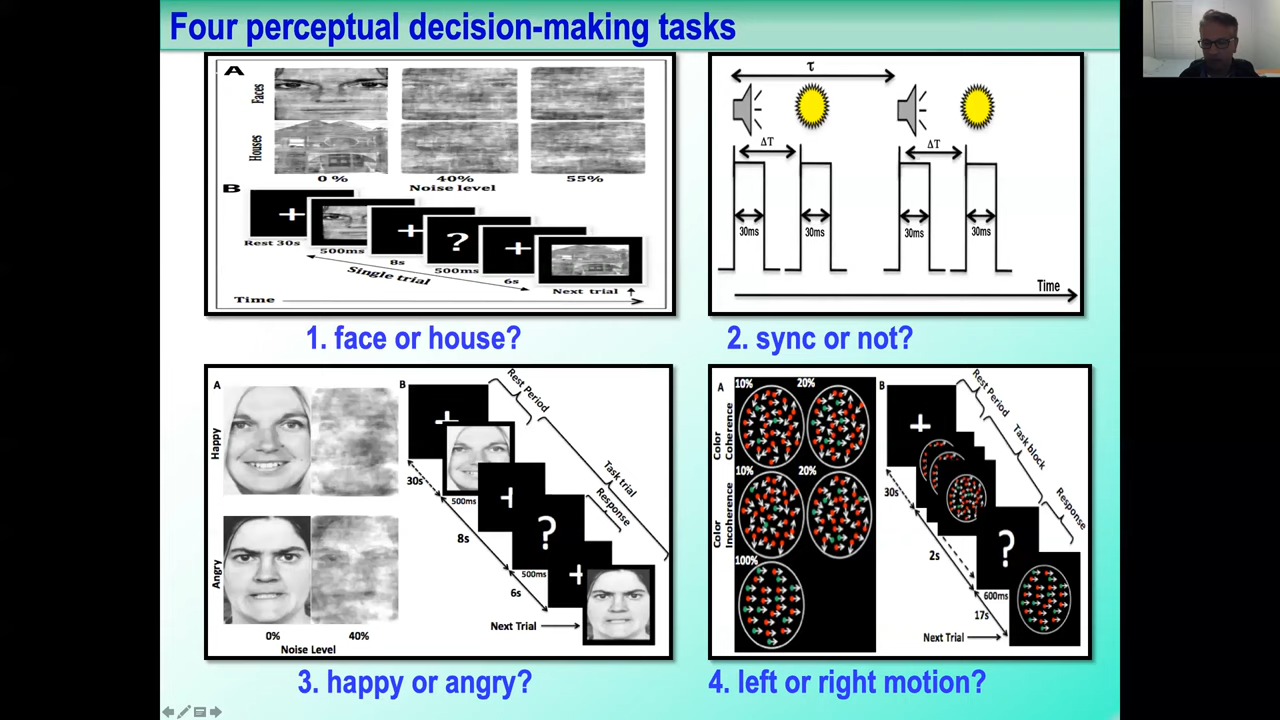 Four perceptual decision-making tasks
A
Faces
Houses
0 %
40%
55%
Noise level
B
Rest 30s
500ms
8s
500ms
6s
Single trial
Next trial
Time
1. face or house?
τ
ΔT
ΔT
30ms
30ms
30ms
30ms
Time
2. sync or not?
A
Happy
Angry
0%
40%
Noise Level
B
Rest Period
Task trial
Response
30s
500ms
8s
?
500ms
6s
Next Trial
3. happy or angry?
A
10%
20%
Color
Coherence
10%
20%
Color
Incoherence
100%
B
Rest Period
Task block
Response
30s
2s
?
600ms
17s
Next Trial
4. left or right motion?